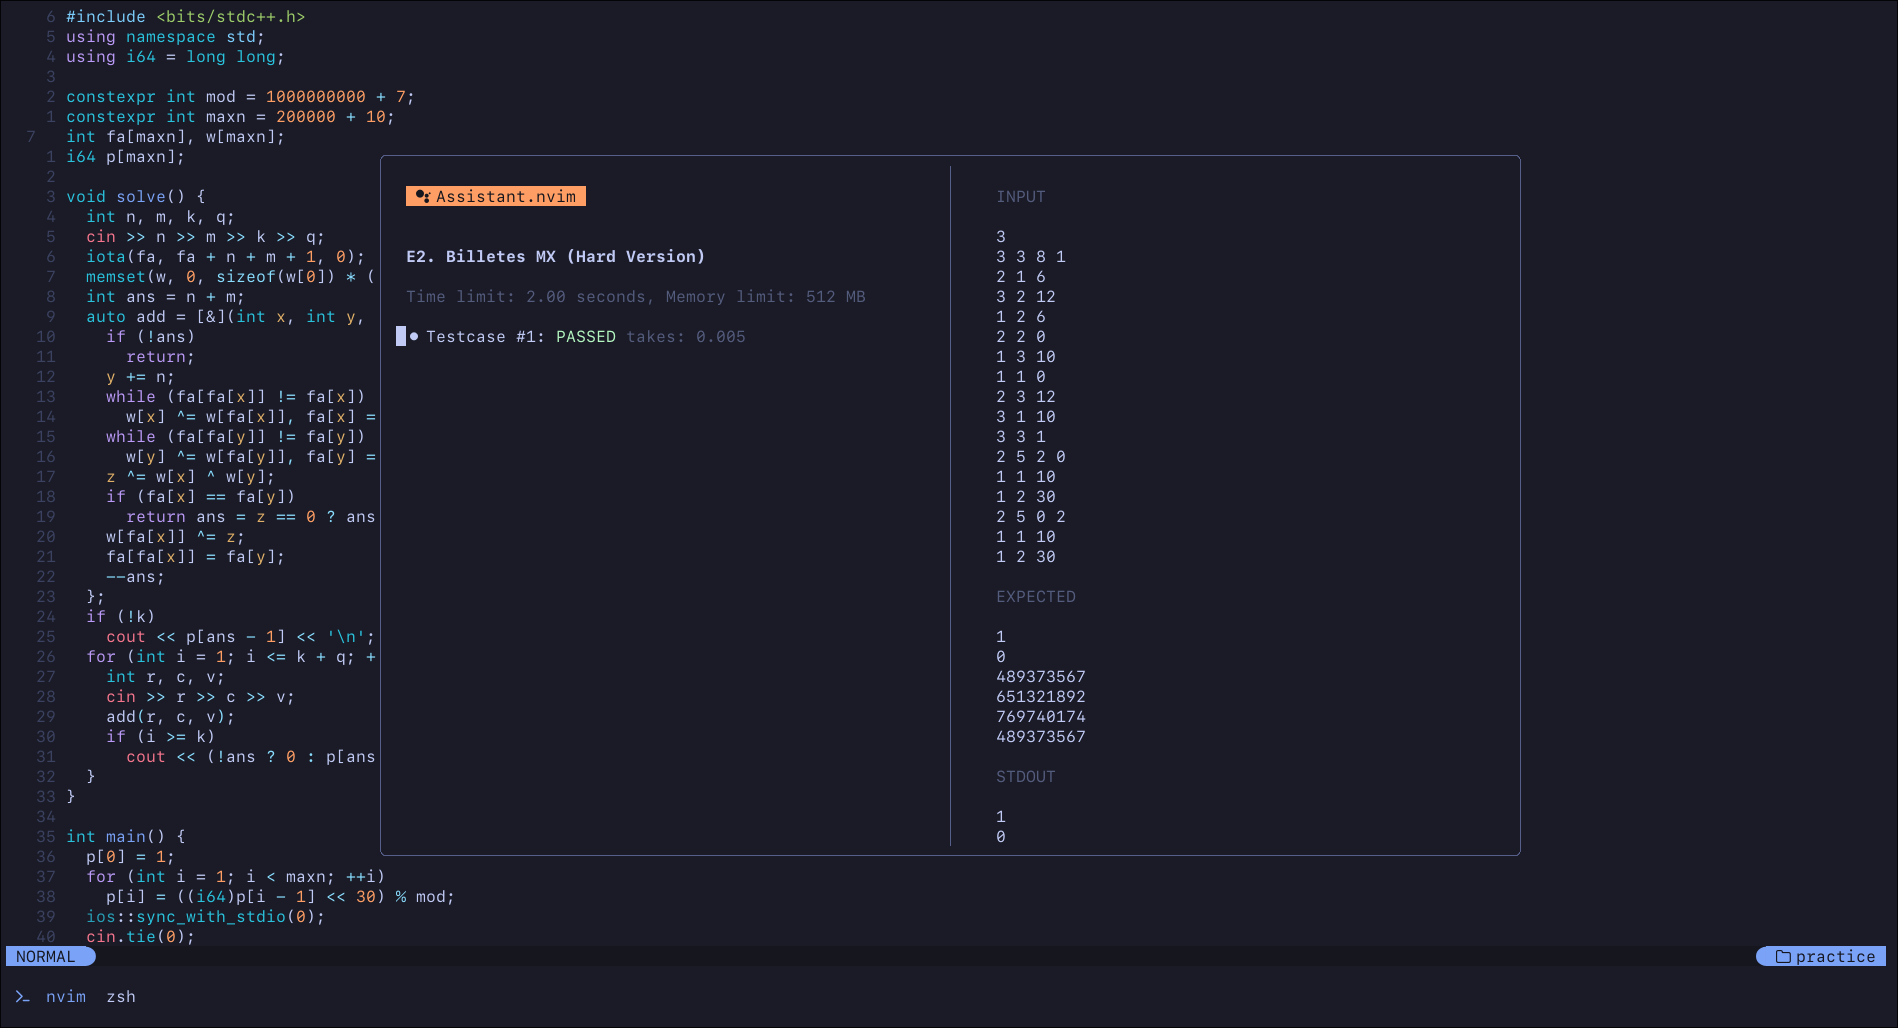 6 #include <bits/stdc++.h>
5 using namespace std;
4 using i64 = long long;
3
2 constexpr int mod = 1000000000 + 7;
1 constexpr int maxn = 200000 + 10;
7 int fa[maxn], w[maxn];
1 i64 p[maxn];
2
3 void solve() {
4 int n, m, k, q;
5 cin >> n >> m >> k >> q;
6 iota(fa, fa + n + m + 1, 0);
7 memset(w, 0, sizeof(w[0]) * (
8 int ans = n + m;
9 auto add = [&](int x, int y,
10 if (!ans)
11 return;
12 y += n;
13 while (fa[fa[x]] != fa[x])
14 w[x] ^= w[fa[x]], fa[x] =
15 while (fa[fa[y]] != fa[y])
16 w[y] ^= w[fa[y]], fa[y] =
17 z ^= w[x] ^ w[y];
18 if (fa[x] == fa[y])
19 return ans = z == 0 ? ans
20 w[fa[x]] ^= z;
21 fa[fa[x]] = fa[y];
22 --ans;
23 };
24 if (!k)
25 cout << p[ans - 1] << '\n';
26 for (int i = 1; i <= k + q; +
27 int r, c, v;
28 cin >> r >> c >> v;
29 add(r, c, v);
30 if (i >= k)
31 cout << (!ans ? 0 : p[ans
32 }
33 }
34
35 int main() {
36 p[0] = 1;
37 for (int i = 1; i < maxn; ++i)
38 p[i] = ((i64)p[i - 1] << 30) % mod;
39 ios::sync_with_stdio(0);
40 cin.tie(0);
Assistant.nvim
E2. Billetes MX (Hard Version)
Time limit: 2.00 seconds, Memory limit: 512 MB
● Testcase #1: PASSED takes: 0.005
INPUT
3
3 3 8 1
2 1 6
3 2 12
1 2 6
2 2 0
1 3 10
1 1 0
2 3 12
3 1 10
3 3 1
2 5 2 0
1 1 10
1 2 30
2 5 0 2
1 1 10
1 2 30
EXPECTED
1
0
489373567
651321892
769740174
489373567
STDOUT
1
0
NORMAL
practice
nvim zsh